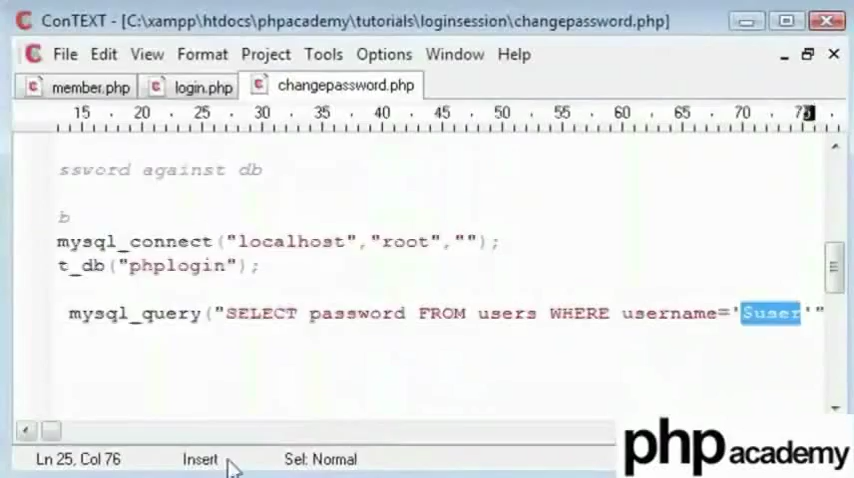 ConTEXT - [C:\xampp\htdocs\phpacademy\tutorials\loginsession\changepassword.php]
File Edit View Format Project Tools Options Window Help
member.php login.php changepassword.php
15 20 25 30 35 40 45 50 55 60 65 70 75
ssword against db
b
mysql_connect("localhost","root","");
t_db("phplogin");
mysql_query("SELECT password FROM users WHERE username='$user'"
Ln 25, Col 76 Insert Sel: Normal
php academy